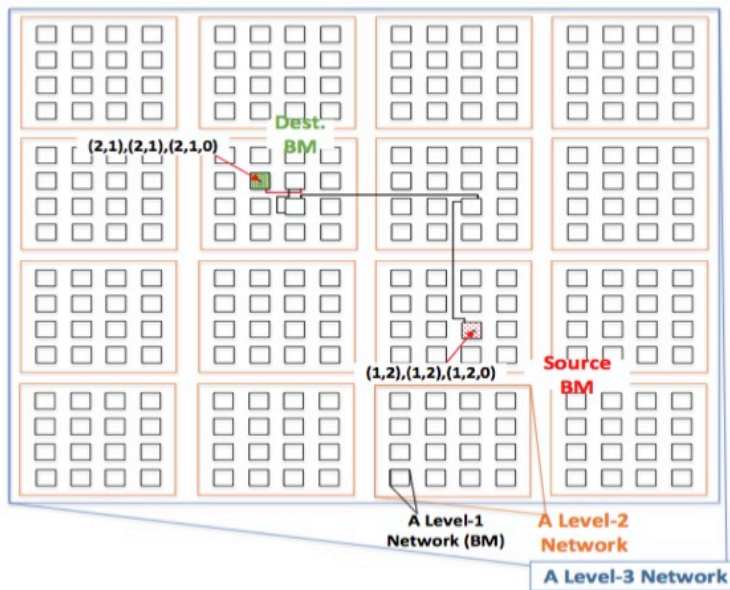 Dest.
BM
(2,1),(2,1),(2,1,0)
(1,2),(1,2),(1,2,0)
Source
BM
A Level-1
Network (BM)
A Level-2
Network
A Level-3 Network